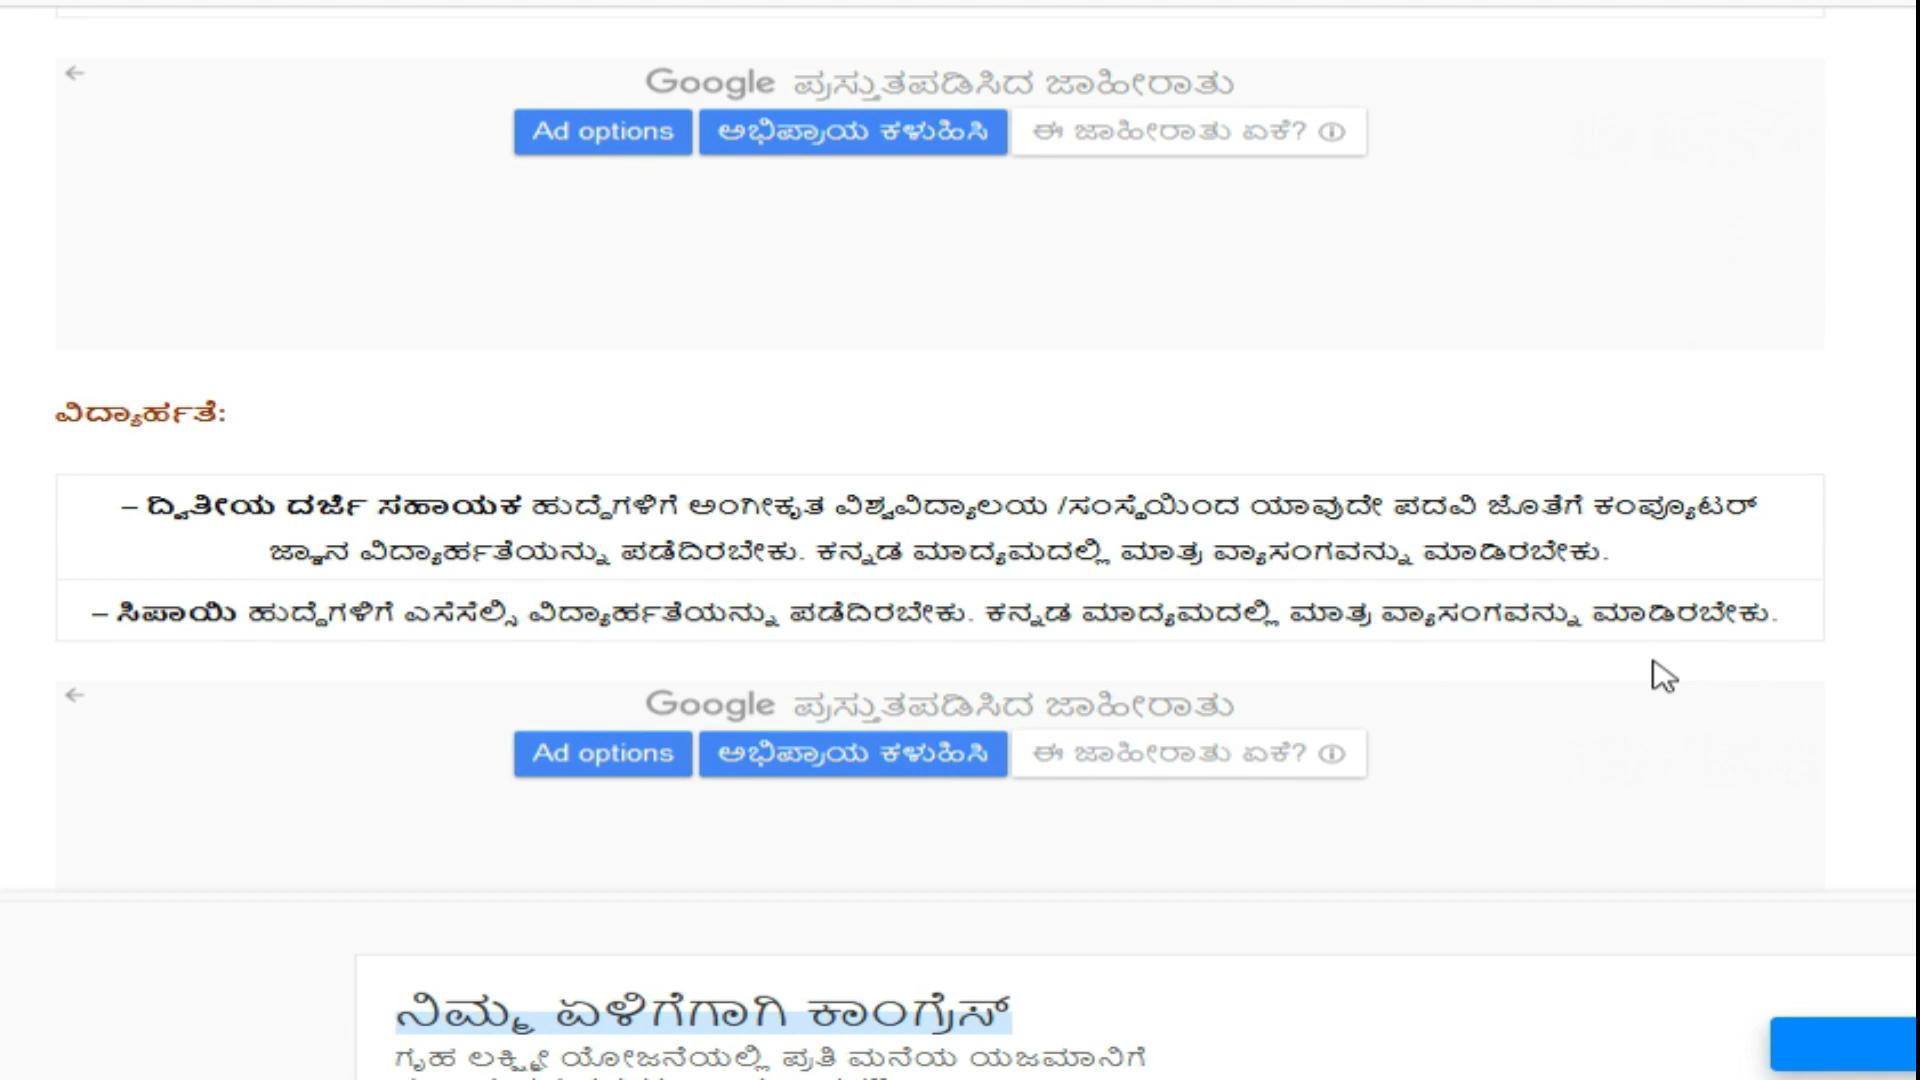 Google ಪ್ರಸ್ತುತಪಡಿಸಿದ ಜಾಹೀರಾತು
Ad options ಅಭಿಪ್ರಾಯ ಕಳುಹಿಸಿ ಈ ಜಾಹೀರಾತು ಏಕೆ?
ವಿದ್ಯಾರ್ಹತೆ:
– ದ್ವಿತೀಯ ದರ್ಜೆ ಸಹಾಯಕ ಹುದ್ದೆಗಳಿಗೆ ಅಂಗೀಕೃತ ವಿಶ್ವವಿದ್ಯಾಲಯ /ಸಂಸ್ಥೆಯಿಂದ ಯಾವುದೇ ಪದವಿ ಜೊತೆಗೆ ಕಂಪ್ಯೂಟರ್
ಜ್ಞಾನ ವಿದ್ಯಾರ್ಹತೆಯನ್ನು ಪಡೆದಿರಬೇಕು. ಕನ್ನಡ ಮಾದ್ಯಮದಲ್ಲಿ ಮಾತ್ರ ವ್ಯಾಸಂಗವನ್ನು ಮಾಡಿರಬೇಕು.
– ಸಿಪಾಯಿ ಹುದ್ದೆಗಳಿಗೆ ಎಸೆಸೆಲ್ಸಿ ವಿದ್ಯಾರ್ಹತೆಯನ್ನು ಪಡೆದಿರಬೇಕು. ಕನ್ನಡ ಮಾದ್ಯಮದಲ್ಲಿ ಮಾತ್ರ ವ್ಯಾಸಂಗವನ್ನು ಮಾಡಿರಬೇಕು.
Google ಪ್ರಸ್ತುತಪಡಿಸಿದ ಜಾಹೀರಾತು
Ad options ಅಭಿಪ್ರಾಯ ಕಳುಹಿಸಿ ಈ ಜಾಹೀರಾತು ಏಕೆ?
ನಿಮ್ಮ ಏಳಿಗೆಗಾಗಿ ಕಾಂಗ್ರೆಸ್
ಗೃಹ ಲಕ್ಷ್ಮೀ ಯೋಜನೆಯಲ್ಲಿ ಪ್ರತಿ ಮನೆಯ ಯಜಮಾನಿಗೆ